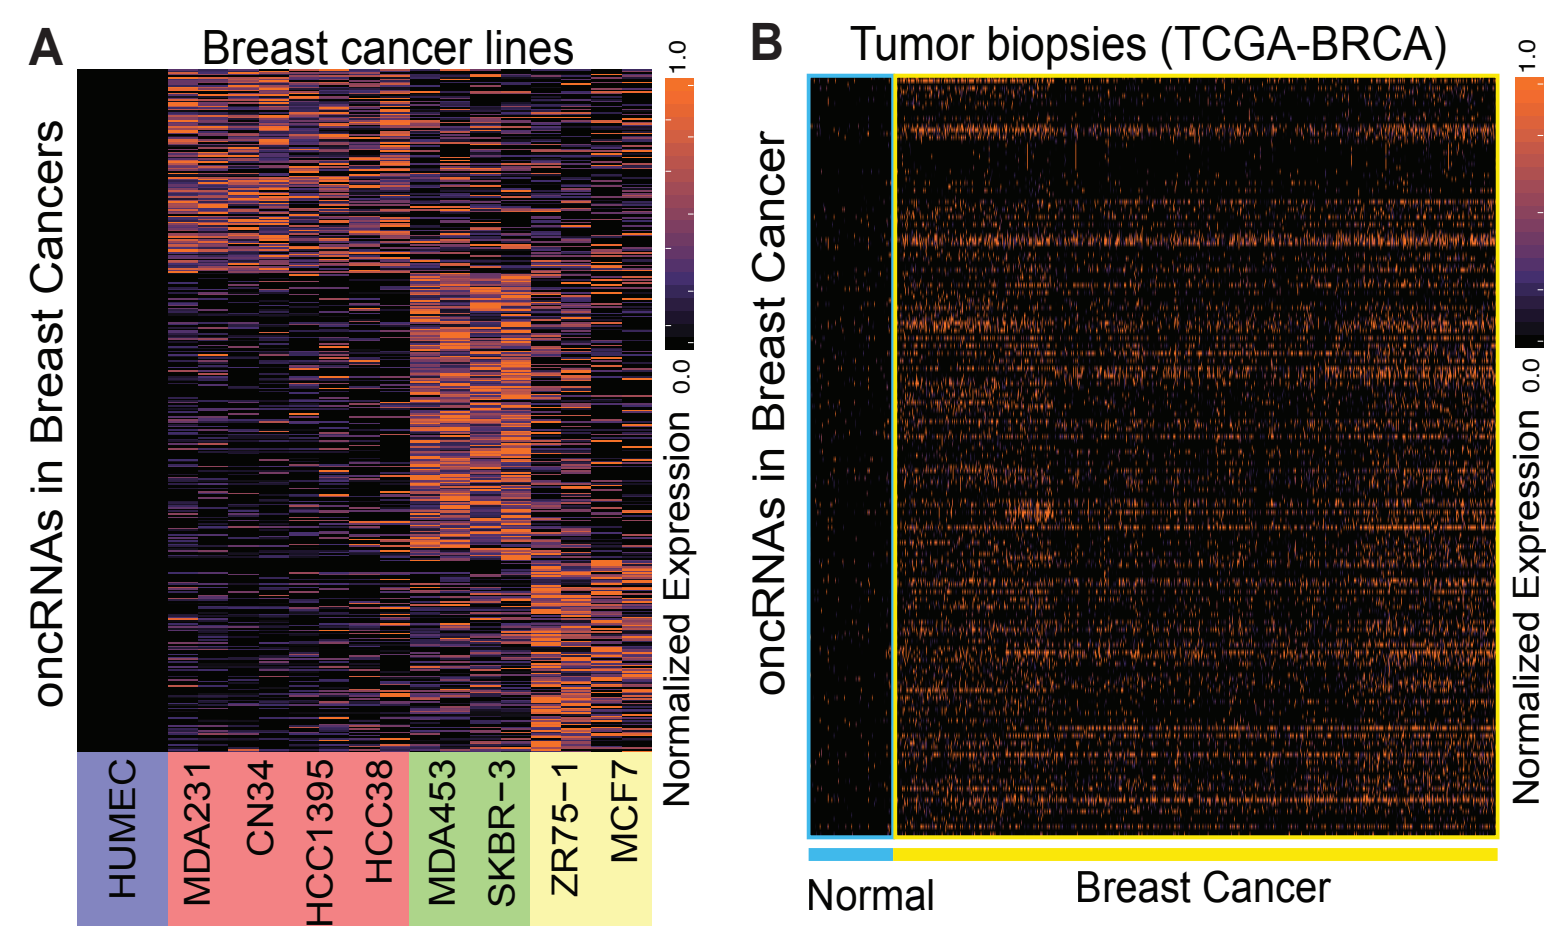 A
Breast cancer lines
oncRNAs in Breast Cancers
1.0
0.0
Normalized Expression
HUMEC
MDA231
CN34
HCC1395
HCC38
MDA453
SKBR-3
ZR75-1
MCF7
B
Tumor biopsies (TCGA-BRCA)
oncRNAs in Breast Cancer
1.0
0.0
Normalized Expression
Normal
Breast Cancer